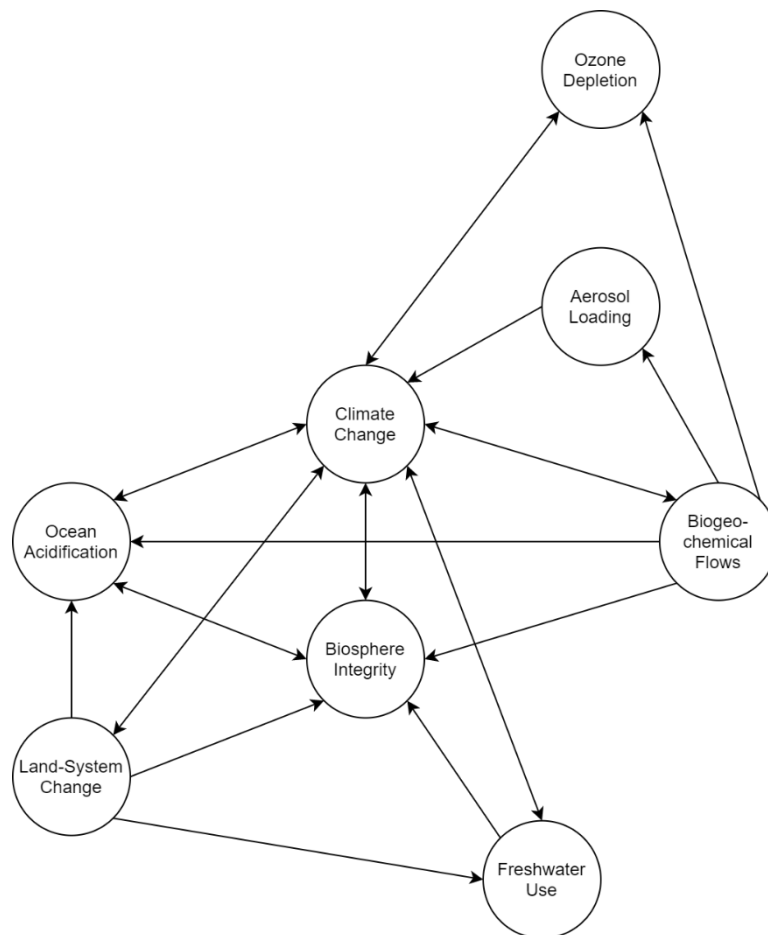 Ozone
Depletion
Aerosol
Loading
Climate
Change
Ocean
Acidification
Biogeo-
chemical
Flows
Biosphere
Integrity
Land-System
Change
Freshwater
Use